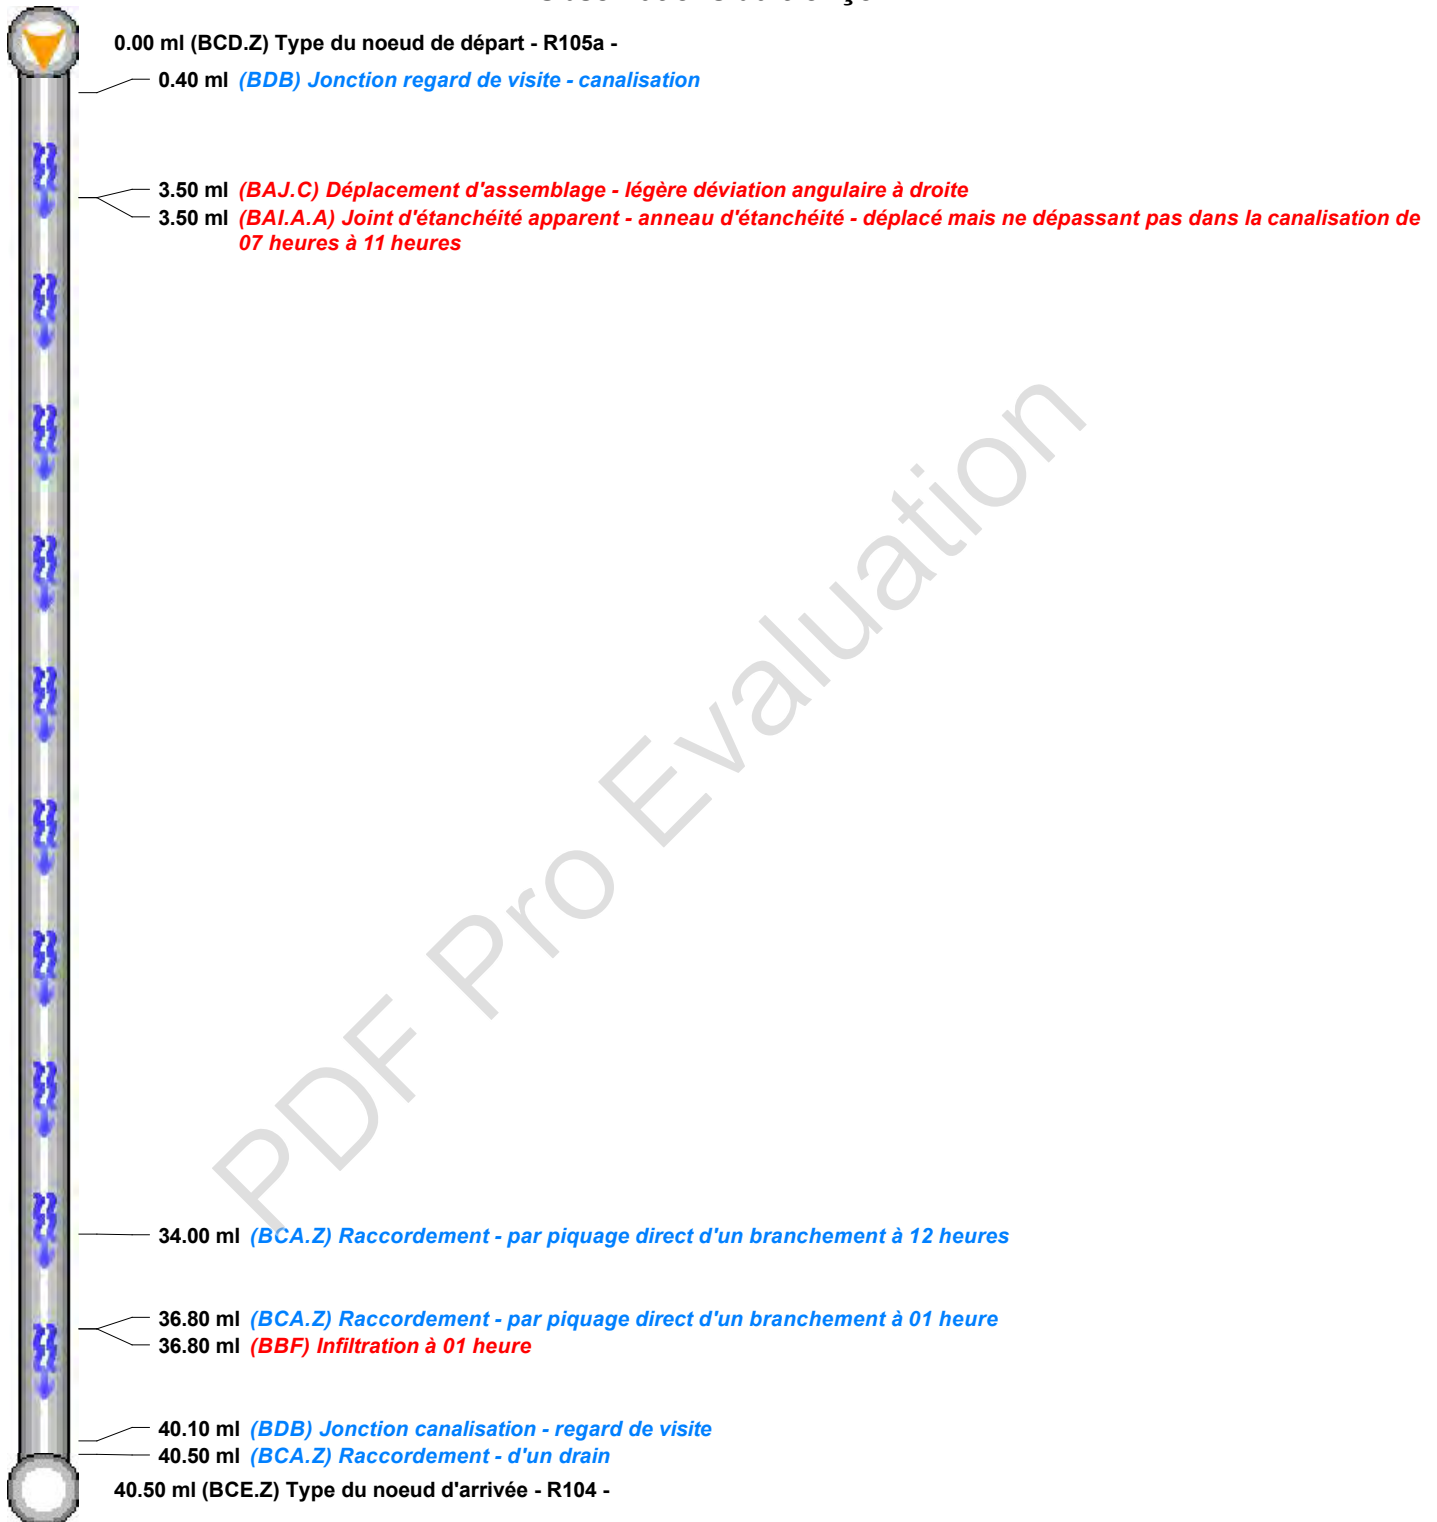 0.00 ml (BCD.Z) Type du noeud de départ - R105a -
0.40 ml (BDB) Jonction regard de visite - canalisation
3.50 ml (BAJ.C) Déplacement d'assemblage - légère déviation angulaire à droite
3.50 ml (BAI.A.A) Joint d'étanchéité apparent - anneau d'étanchéité - déplacé mais ne dépassant pas dans la canalisation de
07 heures à 11 heures
PDF Pro Evaluation
34.00 ml (BCA.Z) Raccordement - par piquage direct d'un branchement à 12 heures
36.80 ml (BCA.Z) Raccordement - par piquage direct d'un branchement à 01 heure
36.80 ml (BBF) Infiltration à 01 heure
40.10 ml (BDB) Jonction canalisation - regard de visite
40.50 ml (BCA.Z) Raccordement - d'un drain
40.50 ml (BCE.Z) Type du noeud d'arrivée - R104 -